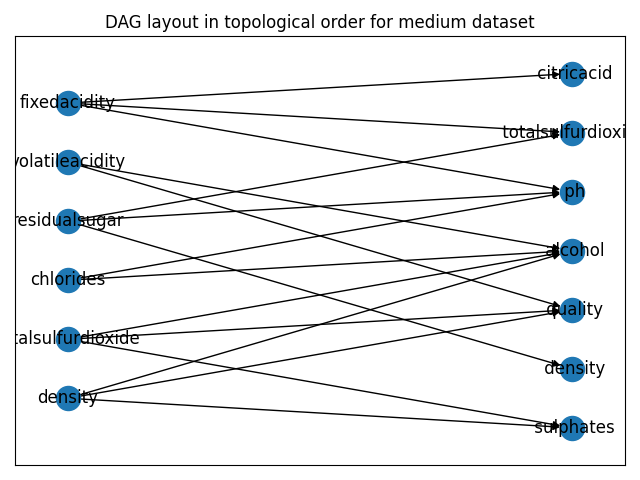 DAG layout in topological order for medium dataset
fixedacidity
volatileacidity
residualsugar
chlorides
talsulfurdioxide
density
citricacid
totalsulfurdioxi
ph
alcohol
quality
density
sulphates